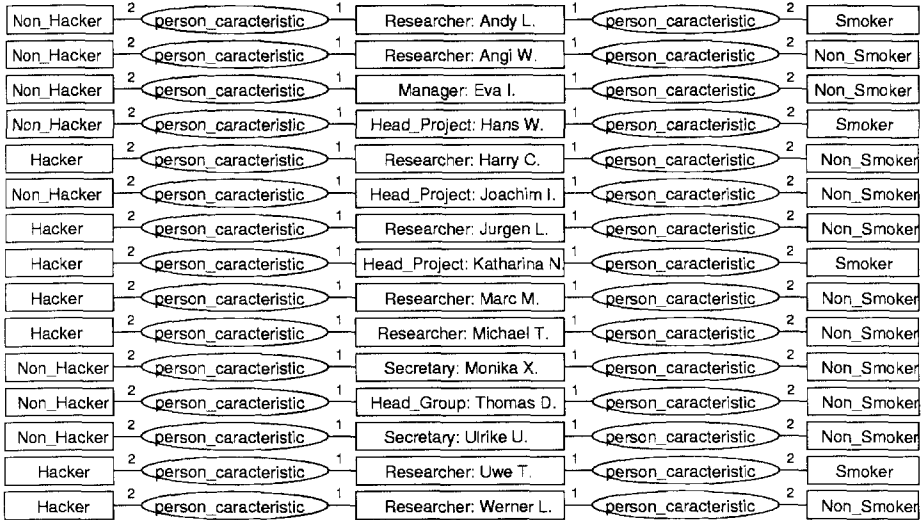 Non_Hacker 2 person_caracteristic 1 Researcher: Andy L. 1 person_caracteristic 2 Smoker
Non_Hacker 2 person_caracteristic 1 Researcher: Angi W. 1 person_caracteristic 2 Non_Smoker
Non_Hacker 2 person_caracteristic 1 Manager: Eva I. 1 person_caracteristic 2 Non_Smoker
Non_Hacker 2 person_caracteristic 1 Head_Project: Hans W. 1 person_caracteristic 2 Smoker
Hacker 2 person_caracteristic 1 Researcher: Harry C. 1 person_caracteristic 2 Non_Smoker
Non_Hacker 2 person_caracteristic 1 Head_Project: Joachim I. 1 person_caracteristic 2 Non_Smoker
Hacker 2 person_caracteristic 1 Researcher: Jurgen L. 1 person_caracteristic 2 Non_Smoker
Hacker 2 person_caracteristic 1 Head_Project: Katharina N. 1 person_caracteristic 2 Smoker
Hacker 2 person_caracteristic 1 Researcher: Marc M. 1 person_caracteristic 2 Non_Smoker
Hacker 2 person_caracteristic 1 Researcher: Michael T. 1 person_caracteristic 2 Non_Smoker
Non_Hacker 2 person_caracteristic 1 Secretary: Monika X. 1 person_caracteristic 2 Non_Smoker
Non_Hacker 2 person_caracteristic 1 Head_Group: Thomas D. 1 person_caracteristic 2 Non_Smoker
Non_Hacker 2 person_caracteristic 1 Secretary: Ulrike U. 1 person_caracteristic 2 Non_Smoker
Hacker 2 person_caracteristic 1 Researcher: Uwe T. 1 person_caracteristic 2 Smoker
Hacker 2 person_caracteristic 1 Researcher: Werner L. 1 person_caracteristic 2 Non_Smoker